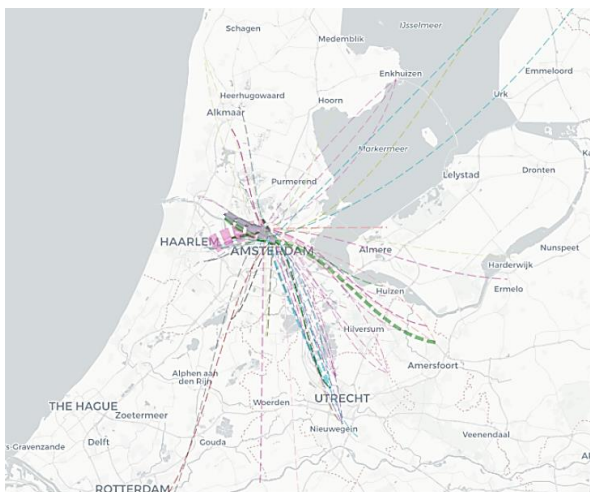 Schagen
IJsselmeer
Medemblik
Enkhuizen
Emmeloord
Urk
Heerhugowaard
Hoorn
Alkmaar
Markermeer
Lelystad
Dronten
Purmerend
HAARLEM
AMSTERDAM
Almere
Nunspeet
Harderwijk
Ermelo
Huizen
Hilversum
Amersfoort
Alphen aan
den Rijn
UTRECHT
THE HAGUE
Woerden
Zoetermeer
Nieuwegein
Veenendaal
s-Gravenzande
Delft
Gouda
ROTTERDAM